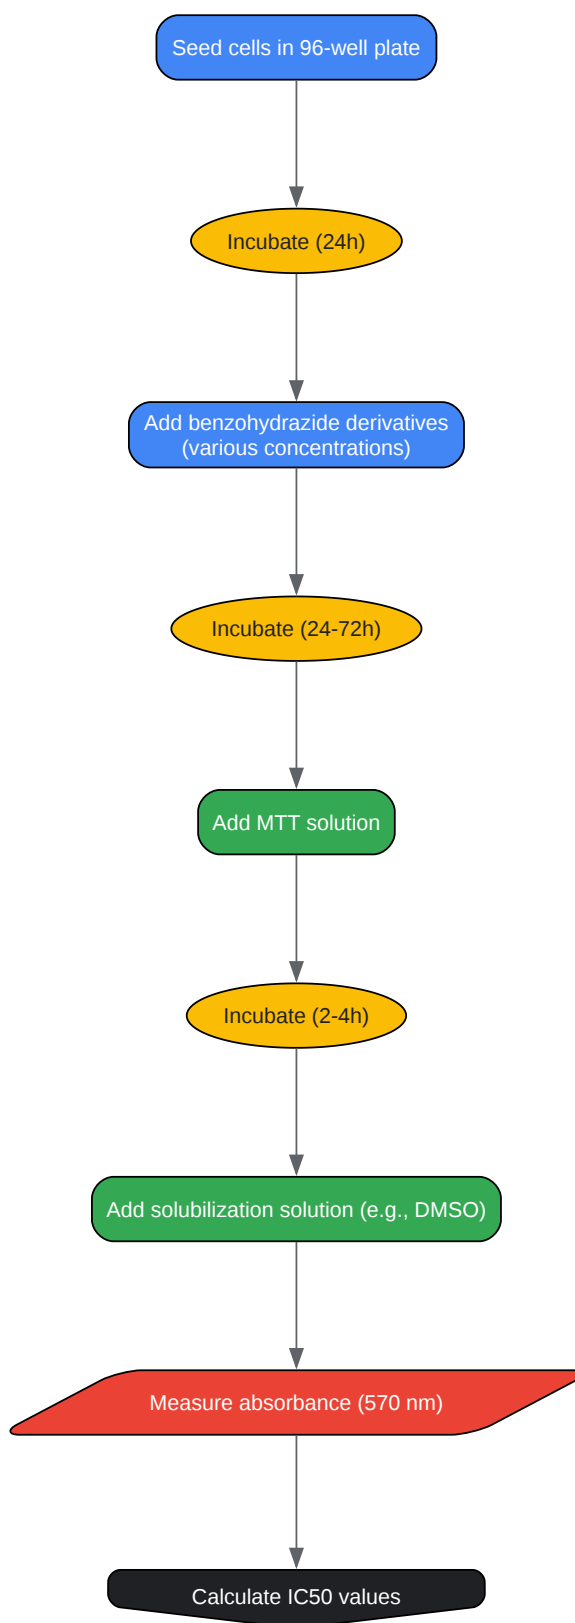 Seed cells in 96-well plate
Incubate (24h)
Add benzohydrazide derivatives
(various concentrations)
Incubate (24-72h)
Add MTT solution
Incubate (2-4h)
Add solubilization solution (e.g., DMSO)
Measure absorbance (570 nm)
Calculate IC50 values